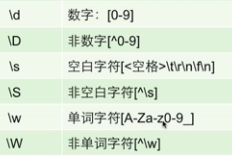 \d 数字：[0-9]
\D 非数字[^0-9]
\s 空白字符[<空格>\t\r\n\f\n]
\S 非空白字符[^\s]
\w 单词字符[A-Za-z0-9_]
\W 非单词字符[^\w]